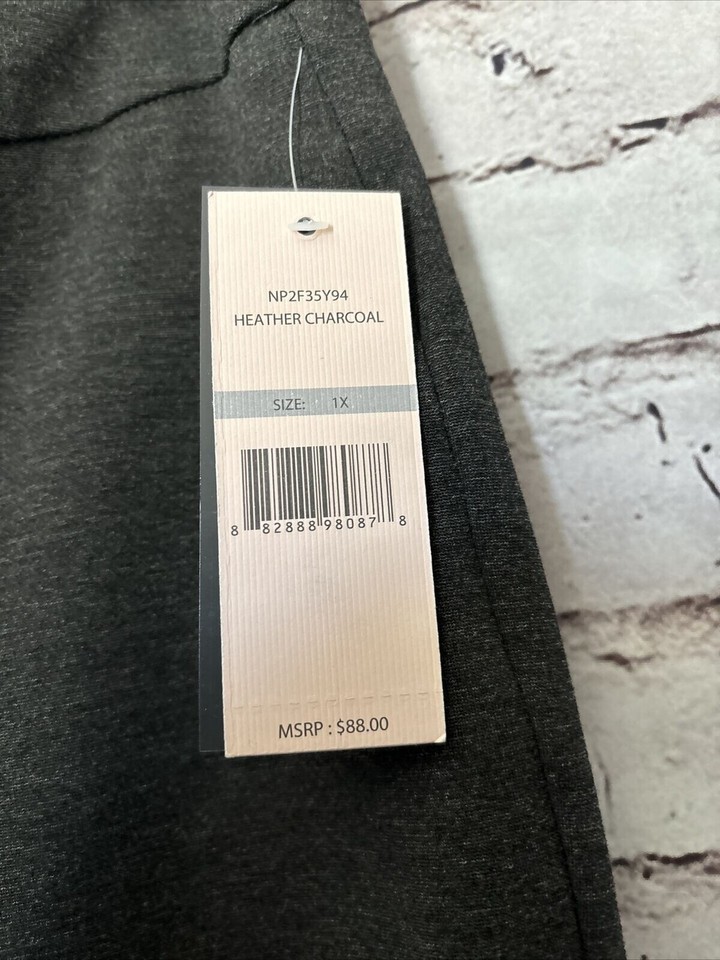 NP2F35Y94
HEATHER CHARCOAL
SIZE: 1X
8 82888 98087 8
MSRP : $88.00